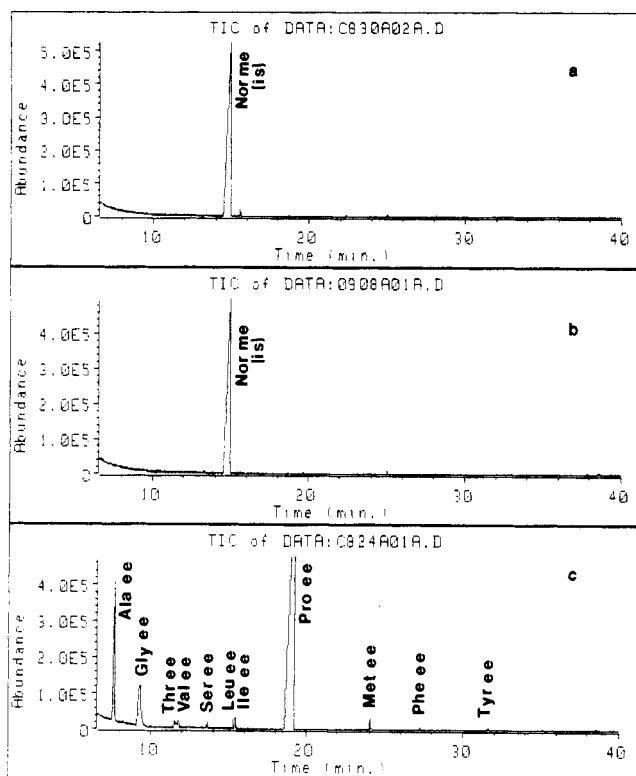 TIC of DATA:C830A02A.D
a
Abundance
5.0E5
4.0E5
3.0E5
2.0E5
1.0E5
0
Nor me
(is)
10 20 30 40
Time (min.)
TIC of DATA:0908A01A.D
b
Abundance
4.0E5
3.0E5
2.0E5
1.0E5
0
Nor me
(is)
10 20 30 40
Time (min.)
TIC of DATA:C824A01A.D
c
Abundance
4.0E5
3.0E5
2.0E5
1.0E5
0
Ala ee
Gly ee
Thr ee
Val ee
Ser ee
Leu ee
Ile ee
Pro ee
Met ee
Phe ee
Tyr ee
10 20 30 40
Time (min.)